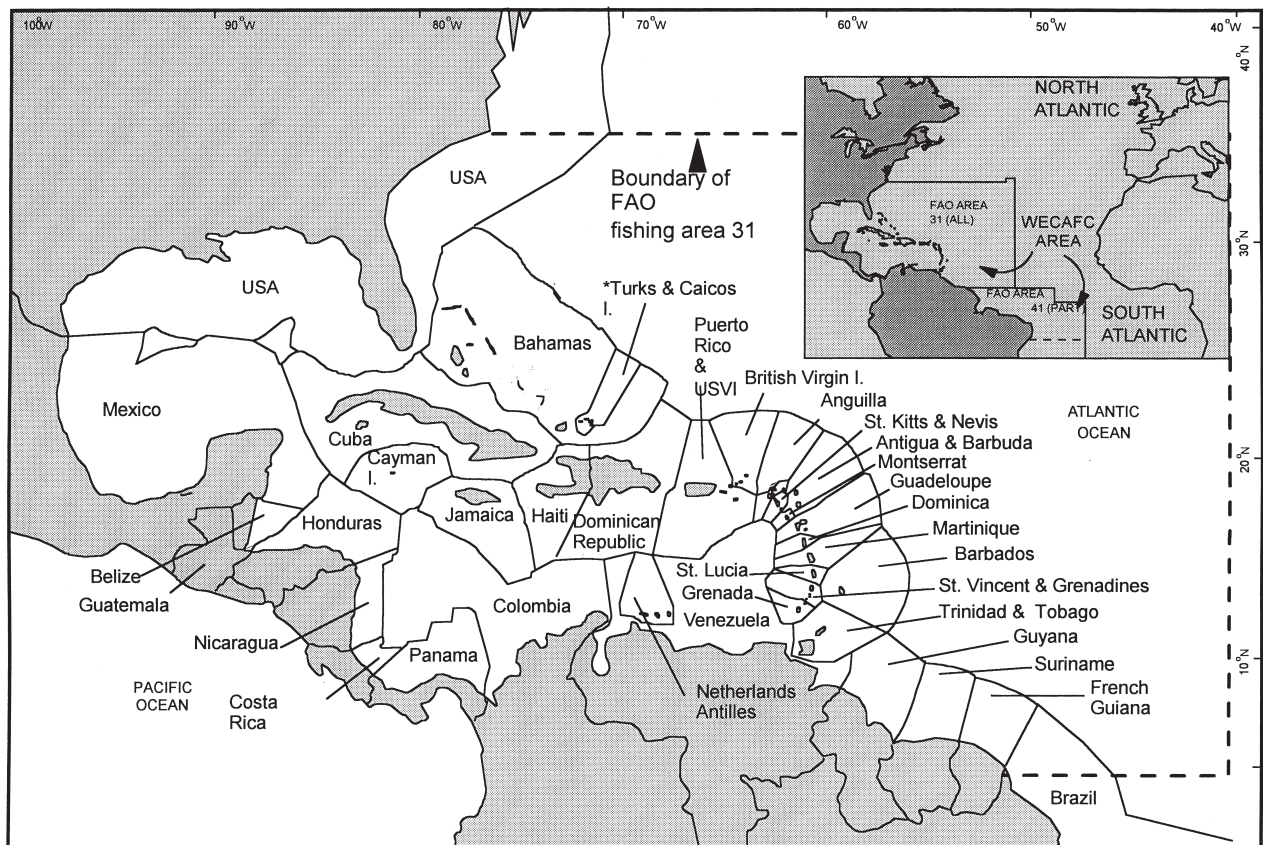 100°W
90°W
80°W
70°W
60°W
50°W
40°W
40°N
30°N
20°N
10°N
NORTH
ATLANTIC
FAO AREA
31 (ALL)
WECAFC
AREA
FAO AREA
41 (PART)
SOUTH
ATLANTIC
USA
Boundary of
FAO
fishing area 31
USA
*Turks & Caicos
I.
Bahamas
Puerto
Rico
&
USVI
British Virgin I.
Anguilla
St. Kitts & Nevis
Antigua & Barbuda
Montserrat
Guadeloupe
Dominica
Martinique
Barbados
St. Vincent & Grenadines
Trinidad & Tobago
Guyana
Suriname
French
Guiana
Brazil
ATLANTIC
OCEAN
Mexico
Cuba
Cayman
I.
Jamaica
Haiti
Dominican
Republic
Honduras
Belize
Guatemala
Nicaragua
Costa
Rica
Panama
Colombia
St. Lucia
Grenada
Venezuela
Netherlands
Antilles
PACIFIC
OCEAN